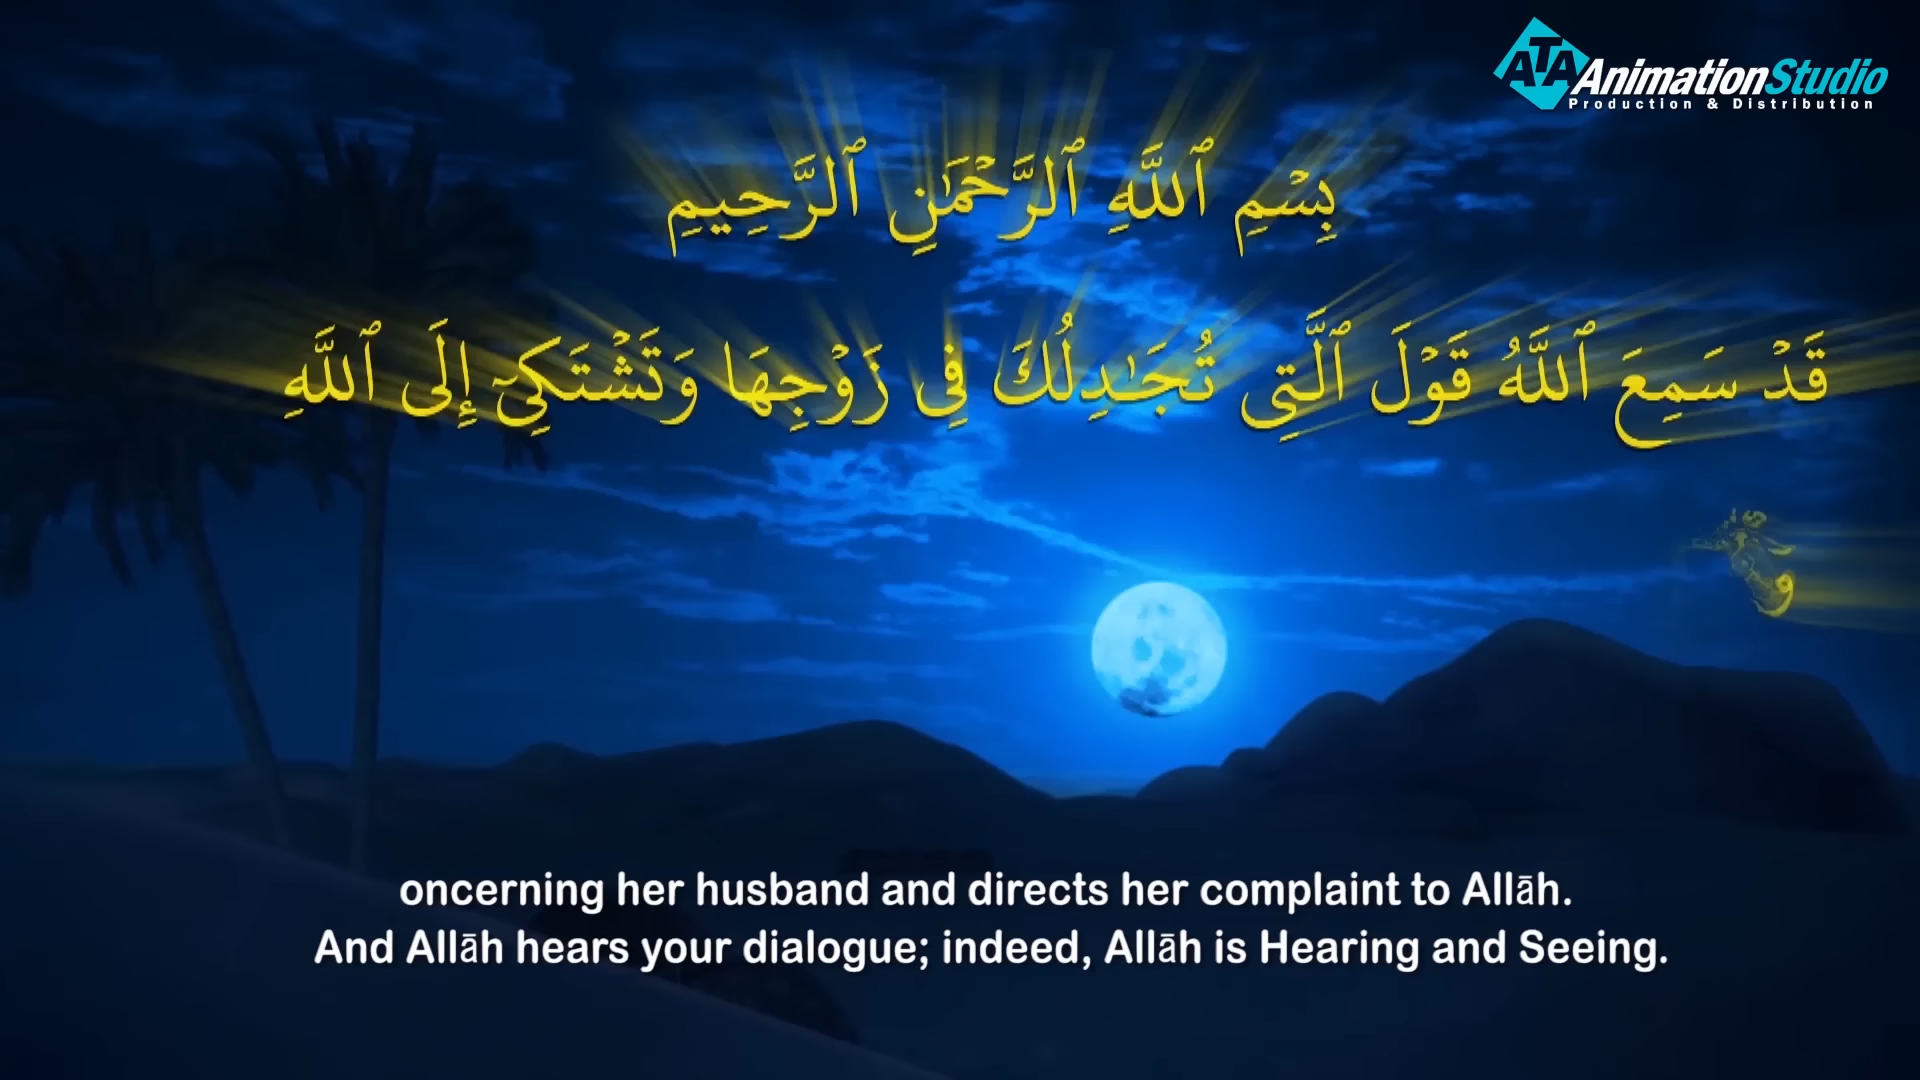 ATA AnimationStudio
Production & Distribution
بِسْمِ ٱللَّهِ ٱلرَّحْمَٰنِ ٱلرَّحِيمِ
قَدْ سَمِعَ ٱللَّهُ قَوْلَ ٱلَّتِى تُجَٰدِلُكَ فِى زَوْجِهَا وَتَشْتَكِىٓ إِلَى ٱللَّهِ
oncerning her husband and directs her complaint to Allāh.
And Allāh hears your dialogue; indeed, Allāh is Hearing and Seeing.